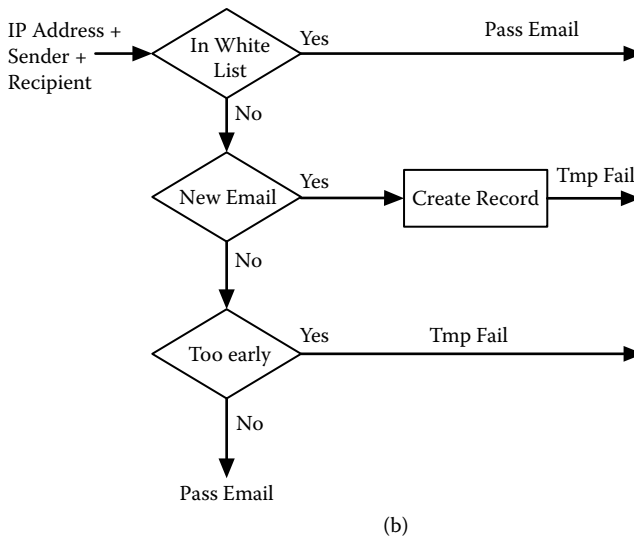 IP Address +
Sender +
Recipient
In White
List
Yes
Pass Email
No
New Email
Yes
Create Record
Tmp Fail
No
Too early
Yes
Tmp Fail
No
Pass Email
(b)